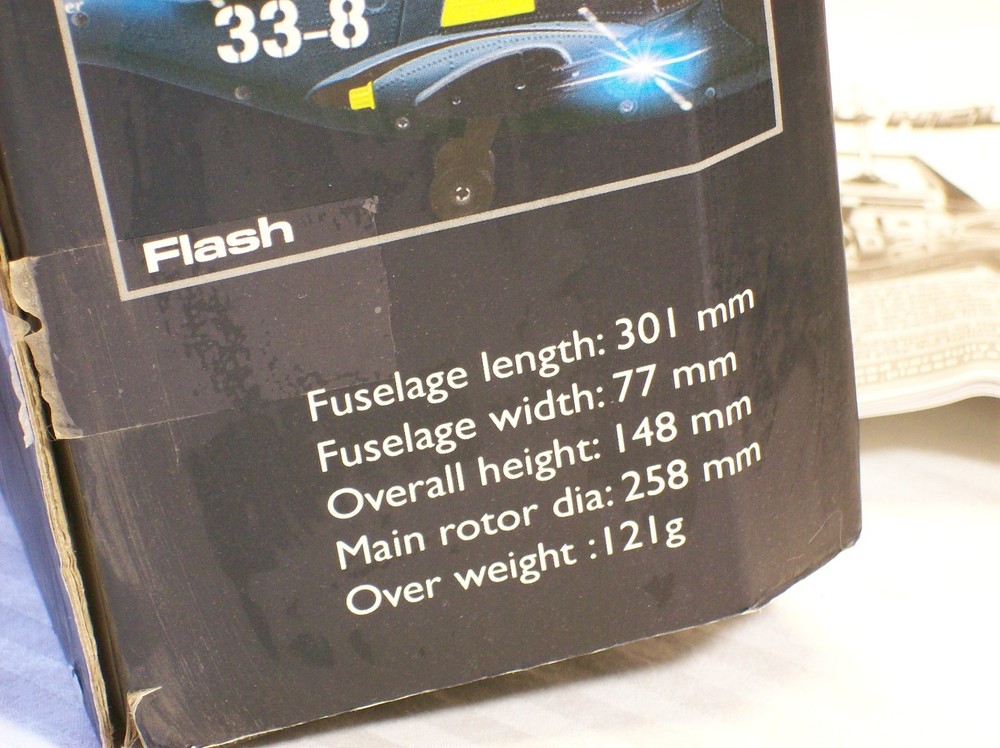 33-8
Flash
Fuselage length: 301 mm
Fuselage width: 77 mm
Overall height: 148 mm
Main rotor dia: 258 mm
Over weight :121g